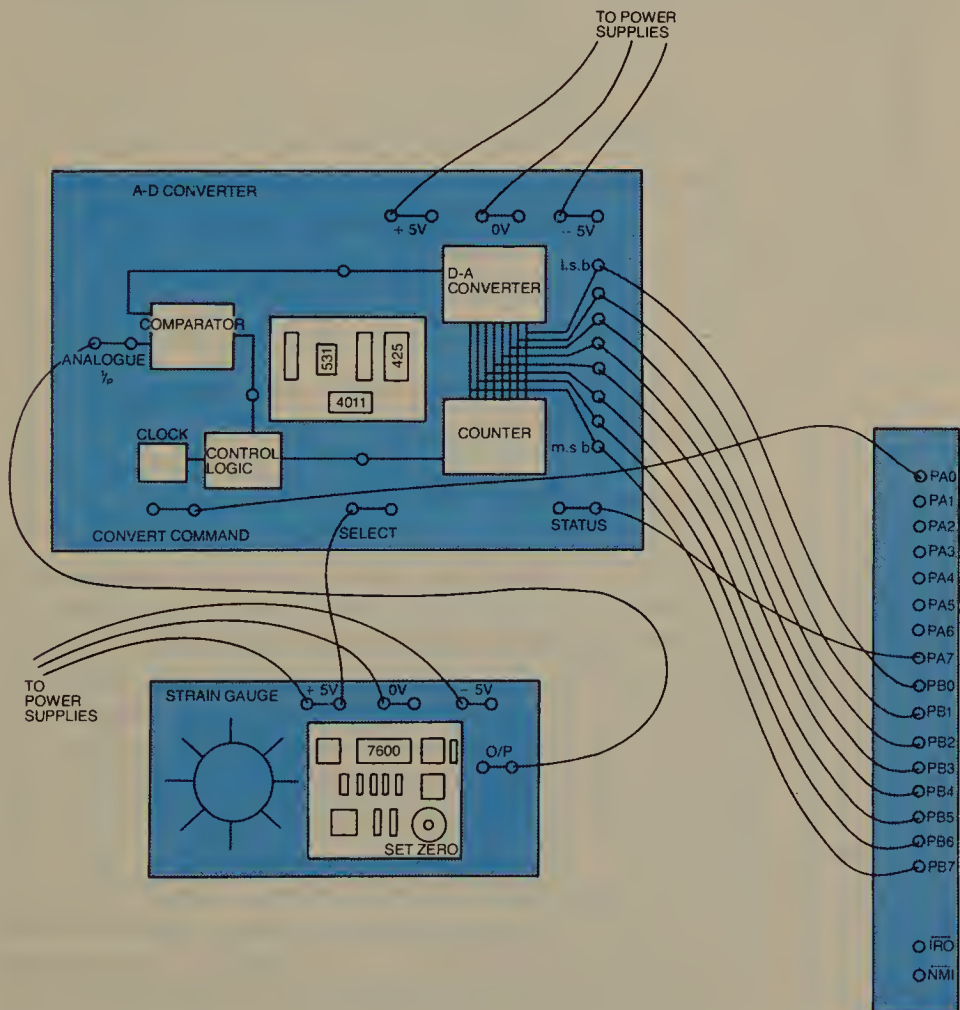 TO POWER
SUPPLIES
A-D CONVERTER
+ 5V
0V
-- 5V
D-A
CONVERTER
l.s.b
COMPARATOR
ANALOGUE
I/P
531
425
4011
CLOCK
CONTROL
LOGIC
COUNTER
m.s b
CONVERT COMMAND
SELECT
STATUS
PA0
PA1
PA2
PA3
PA4
PA5
PA6
PA7
PB0
PB1
PB2
PB3
PB4
PB5
PB6
PB7
IRO
NMI
TO
POWER
SUPPLIES
STRAIN GAUGE
+ 5V
0V
- 5V
7600
O/P
SET ZERO